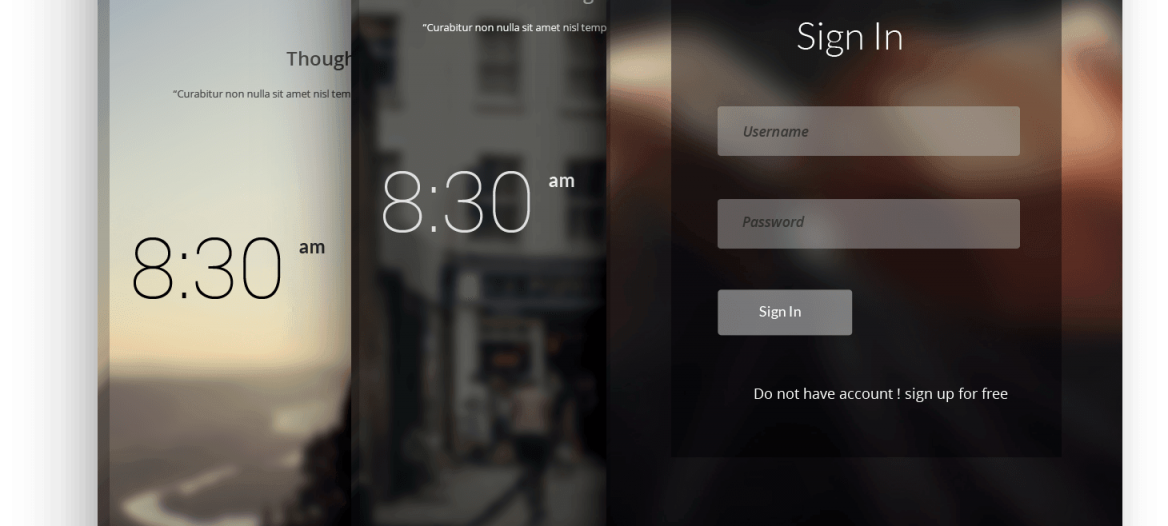 Though
"Curabitur non nulla sit amet nisl tem
8:30 am
"Curabitur non nulla sit amet nisl temp
8:30 am
Sign In
Username
Password
Sign In
Do not have account ! sign up for free